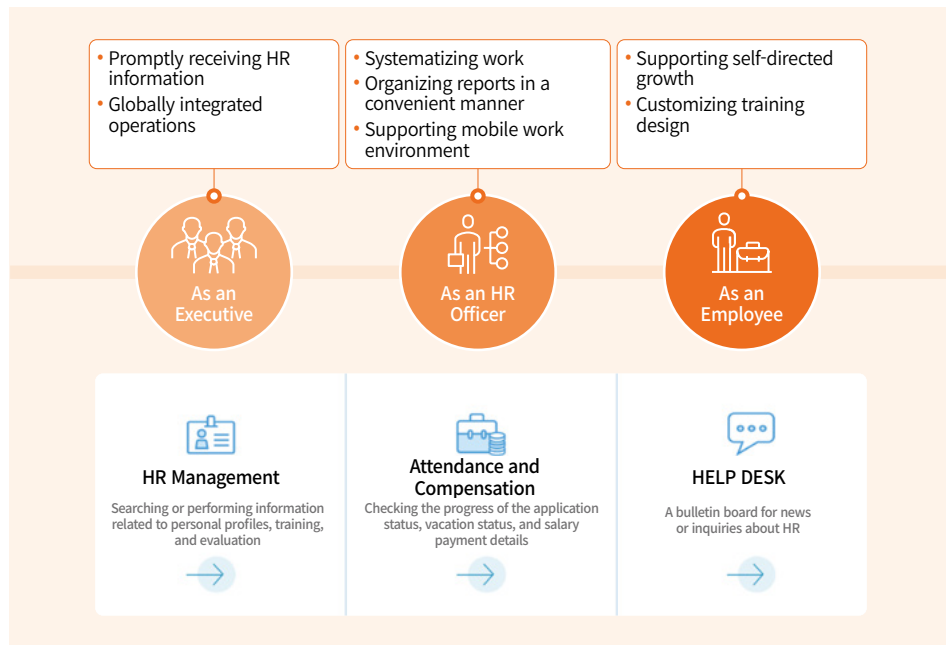 • Promptly receiving HR
information
• Globally integrated
operations
• Systematizing work
• Organizing reports in a
convenient manner
• Supporting mobile work
environment
• Supporting self-directed
growth
• Customizing training
design
As an
Executive
As an HR
Officer
As an
Employee
HR Management
Searching or performing information
related to personal profiles, training,
and evaluation
Attendance and
Compensation
Checking the progress of the application
status, vacation status, and salary
payment details
HELP DESK
A bulletin board for news
or inquiries about HR